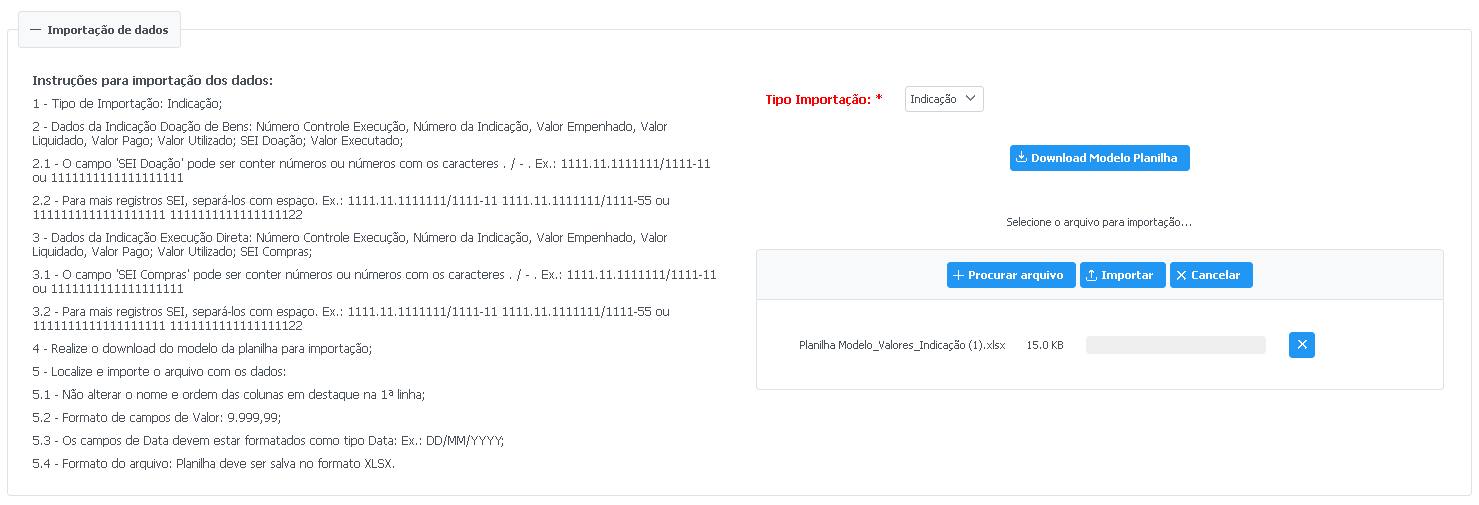 Importação de dados
Instruções para importação dos dados:
1 - Tipo de Importação: Indicação;
2 - Dados da Indicação Doação de Bens: Número Controle Execução, Número da Indicação, Valor Empenhado, Valor
Liquidado, Valor Pago; Valor Utilizado; SEI Doação; Valor Executado;
2.1 - O campo 'SEI Doação' pode ser conter números ou números com os caracteres . / - . Ex.: 1111.11.1111111/1111-11
ou 1111111111111111111
2.2 - Para mais registros SEI, separá-los com espaço. Ex.: 1111.11.1111111/1111-11 1111.11.1111111/1111-55 ou
1111111111111111111 1111111111111111122
3 - Dados da Indicação Execução Direta: Número Controle Execução, Número da Indicação, Valor Empenhado, Valor
Liquidado, Valor Pago; Valor Utilizado; SEI Compras;
3.1 - O campo 'SEI Compras' pode ser conter números ou números com os caracteres . / - . Ex.: 1111.11.1111111/1111-11
ou 1111111111111111111
3.2 - Para mais registros SEI, separá-los com espaço. Ex.: 1111.11.1111111/1111-11 1111.11.1111111/1111-55 ou
1111111111111111111 1111111111111111122
4 - Realize o download do modelo da planilha para importação;
5 - Localize e importe o arquivo com os dados:
5.1 - Não alterar o nome e ordem das colunas em destaque na 1ª linha;
5.2 - Formato de campos de Valor: 9.999,99;
5.3 - Os campos de Data devem estar formatados como tipo Data: Ex.: DD/MM/YYYY;
5.4 - Formato do arquivo: Planilha deve ser salva no formato XLSX.
Tipo Importação: * Indicação
Download Modelo Planilha
Selecione o arquivo para importação...
Procurar arquivo Importar Cancelar
Planilha Modelo_Valores_Indicação (1).xlsx 15.0 KB